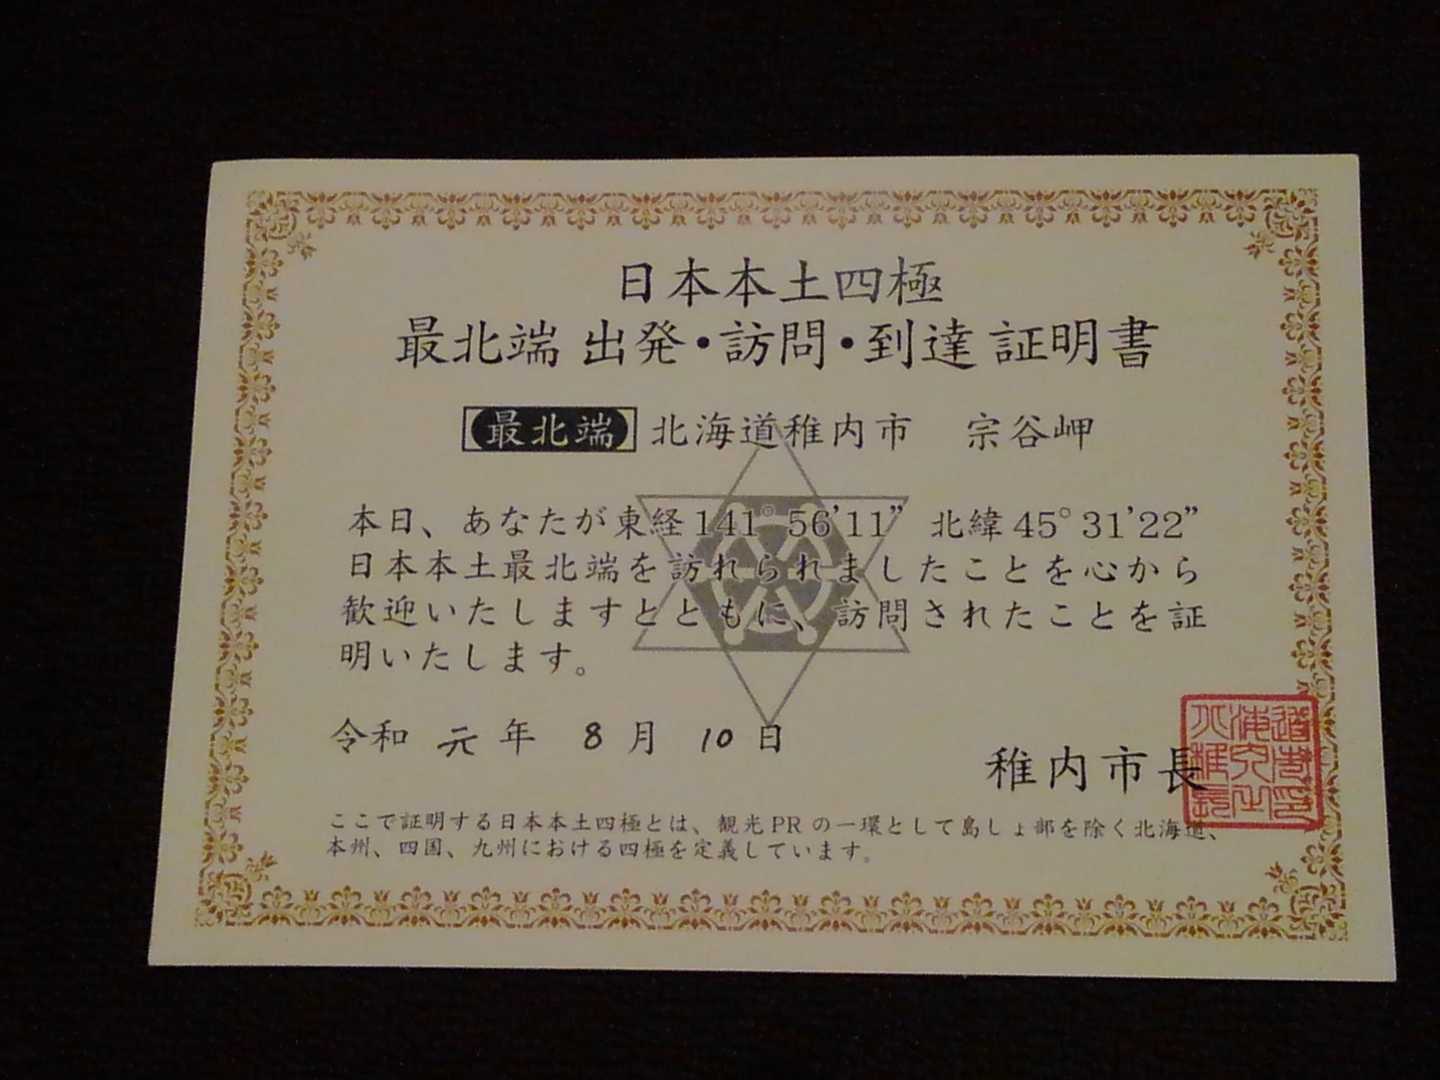 日本本土四極
最北端 出発・訪問・到達 証明書
最北端 北海道稚内市 宗谷岬
本日、あなたが東経141°56'11” 北緯45°31'22”
日本本土最北端を訪れられましたことを心から
歓迎いたしますとともに、訪問されたことを証
明いたします。
令和 元 年 8 月 10 日
稚内市長
ここで証明する日本本土四極とは、観光PRの一環として島しょ部を除く北海道、
本州、四国、九州における四極を定義しています。